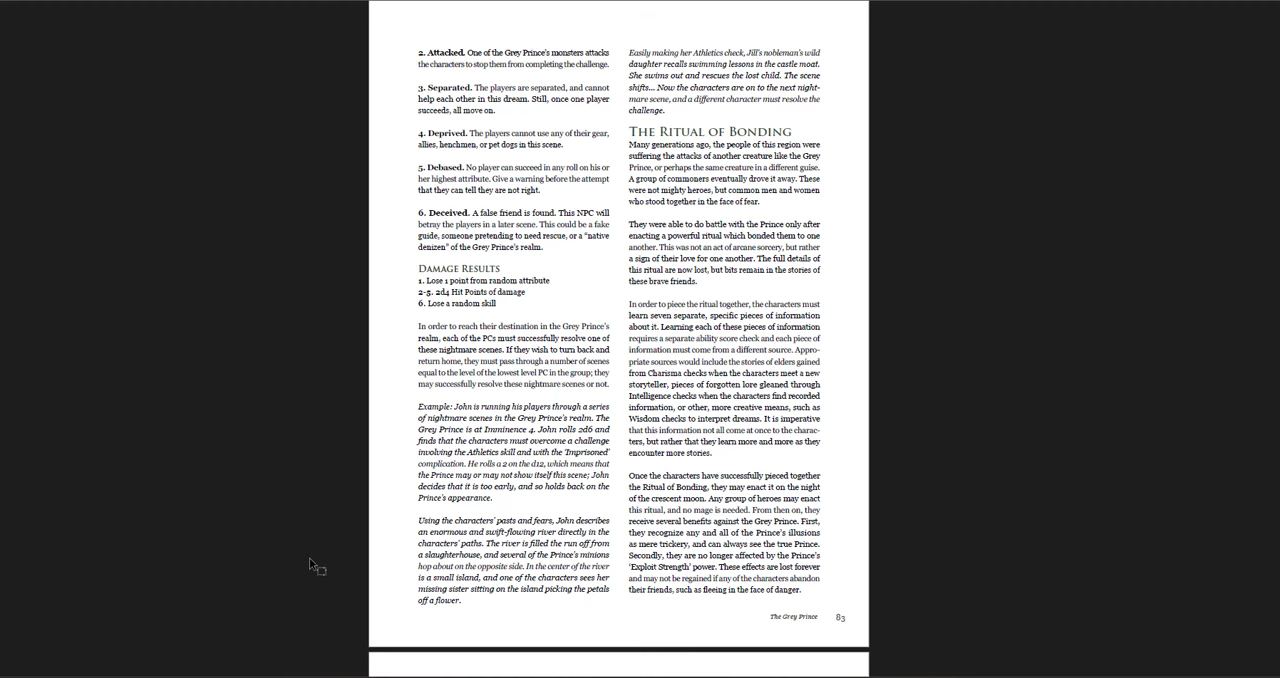 2. Attacked. One of the Grey Prince's monsters attacks
the characters to stop them from completing the challenge.
3. Separated. The players are separated, and cannot
help each other in this dream. Still, once one player
succeeds, all move on.
4. Deprived. The players cannot use any of their gear,
allies, henchmen, or pet dogs in this scene.
5. Debased. No player can succeed in any roll on his or
her highest attribute. Give a warning before the attempt
that they can tell they are not right.
6. Deceived. A false friend is found. This NPC will
betray the players in a later scene. This could be a fake
guide, someone pretending to need rescue, or a "native
denizen" of the Grey Prince's realm.
Damage Results
1. Lose 1 point from random attribute
2-5. 2d4 Hit Points of damage
6. Lose a random skill
In order to reach their destination in the Grey Prince's
realm, each of the PCs must successfully resolve one of
these nightmare scenes. If they wish to turn back and
return home, they must pass through a number of scenes
equal to the level of the lowest level PC in the group; they
may successfully resolve these nightmare scenes or not.
Example: John is running his players through a series
of nightmare scenes in the Grey Prince's realm. The
Grey Prince is at Imminence 4. John rolls 2d6 and
finds that the characters must overcome a challenge
involving the Athletics skill and with the 'Imprisoned'
complication. He rolls a 2 on the d12, which means that
the Prince may or may not show itself this scene; John
decides that it is too early, and so holds back on the
Prince's appearance.
Using the characters' pasts and fears, John describes
an enormous and swift-flowing river directly in the
characters' paths. The river is filled the run off from
a slaughterhouse, and several of the Prince's minions
hop about on the opposite side. In the center of the river
is a small island, and one of the characters sees her
missing sister sitting on the island picking the petals
off a flower.
Easily making her Athletics check, Jill's nobleman's wild
daughter recalls swimming lessons in the castle moat.
She swims out and rescues the lost child. The scene
shifts... Now the characters are on to the next night-
mare scene, and a different character must resolve the
challenge.
The Ritual of Bonding
Many generations ago, the people of this region were
suffering the attacks of another creature like the Grey
Prince, or perhaps the same creature in a different guise.
A group of commoners eventually drove it away. These
were not mighty heroes, but common men and women
who stood together in the face of fear.
They were able to do battle with the Prince only after
enacting a powerful ritual which bonded them to one
another. This was not an act of arcane sorcery, but rather
a sign of their love for one another. The full details of
this ritual are now lost, but bits remain in the stories of
these brave friends.
In order to piece the ritual together, the characters must
learn seven separate, specific pieces of information
about it. Learning each of these pieces of information
requires a separate ability score check and each piece of
information must come from a different source. Appro-
priate sources would include the stories of elders gained
from Charisma checks when the characters meet a new
storyteller, pieces of forgotten lore gleaned through
Intelligence checks when the characters find recorded
information, or other, more creative means, such as
Wisdom checks to interpret dreams. It is imperative
that this information not all come at once to the charac-
ters, but rather that they learn more and more as they
encounter more stories.
Once the characters have successfully pieced together
the Ritual of Bonding, they may enact it on the night
of the crescent moon. Any group of heroes may enact
this ritual, and no mage is needed. From then on, they
receive several benefits against the Grey Prince. First,
they recognize any and all of the Prince's illusions
as mere trickery, and can always see the true Prince.
Secondly, they are no longer affected by the Prince's
'Exploit Strength' power. These effects are lost forever
and may not be regained if any of the characters abandon
their friends, such as fleeing in the face of danger.
The Grey Prince 83